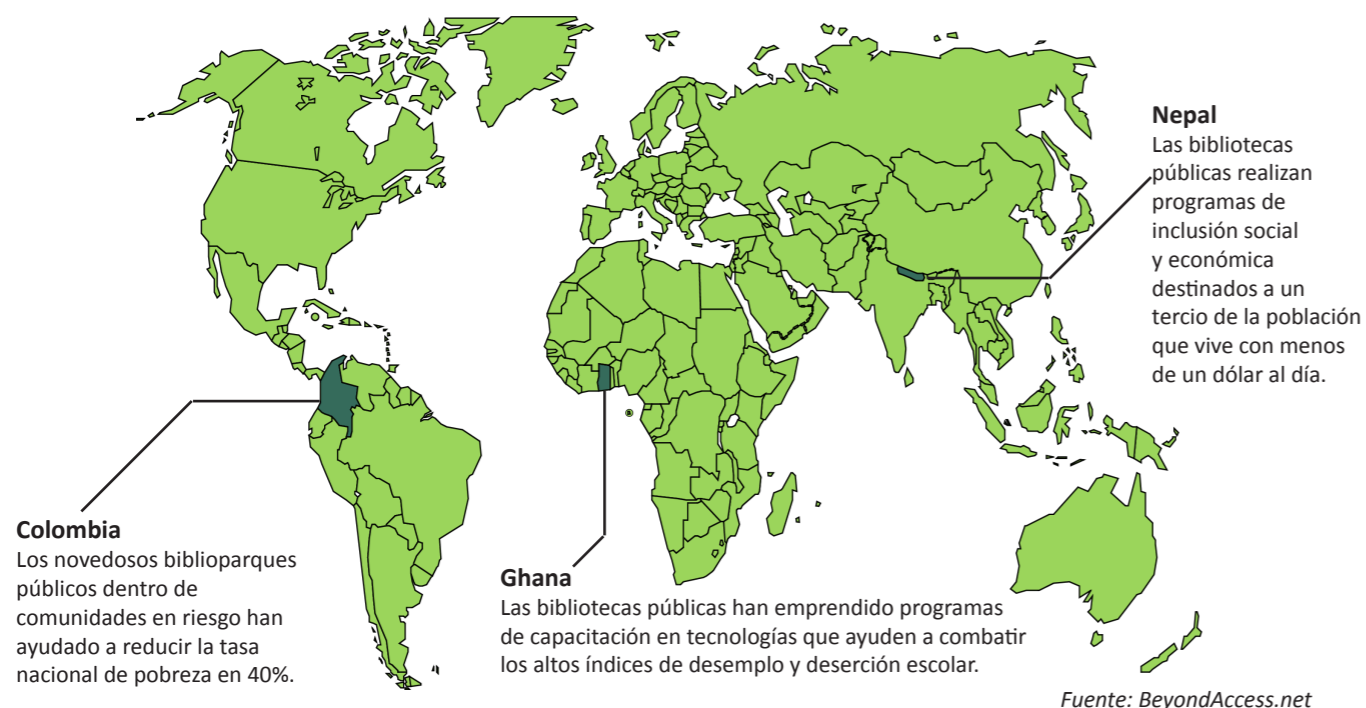 Nepal
Las bibliotecas
públicas realizan
programas de
inclusión social
y económica
destinados a un
tercio de la población
que vive con menos
de un dólar al día.
Colombia
Los novedosos biblioparques
públicos dentro de
comunidades en riesgo han
ayudado a reducir la tasa
nacional de pobreza en 40%.
Ghana
Las bibliotecas públicas han emprendido programas
de capacitación en tecnologías que ayuden a combatir
los altos índices de desemplo y deserción escolar.
Fuente: BeyondAccess.net